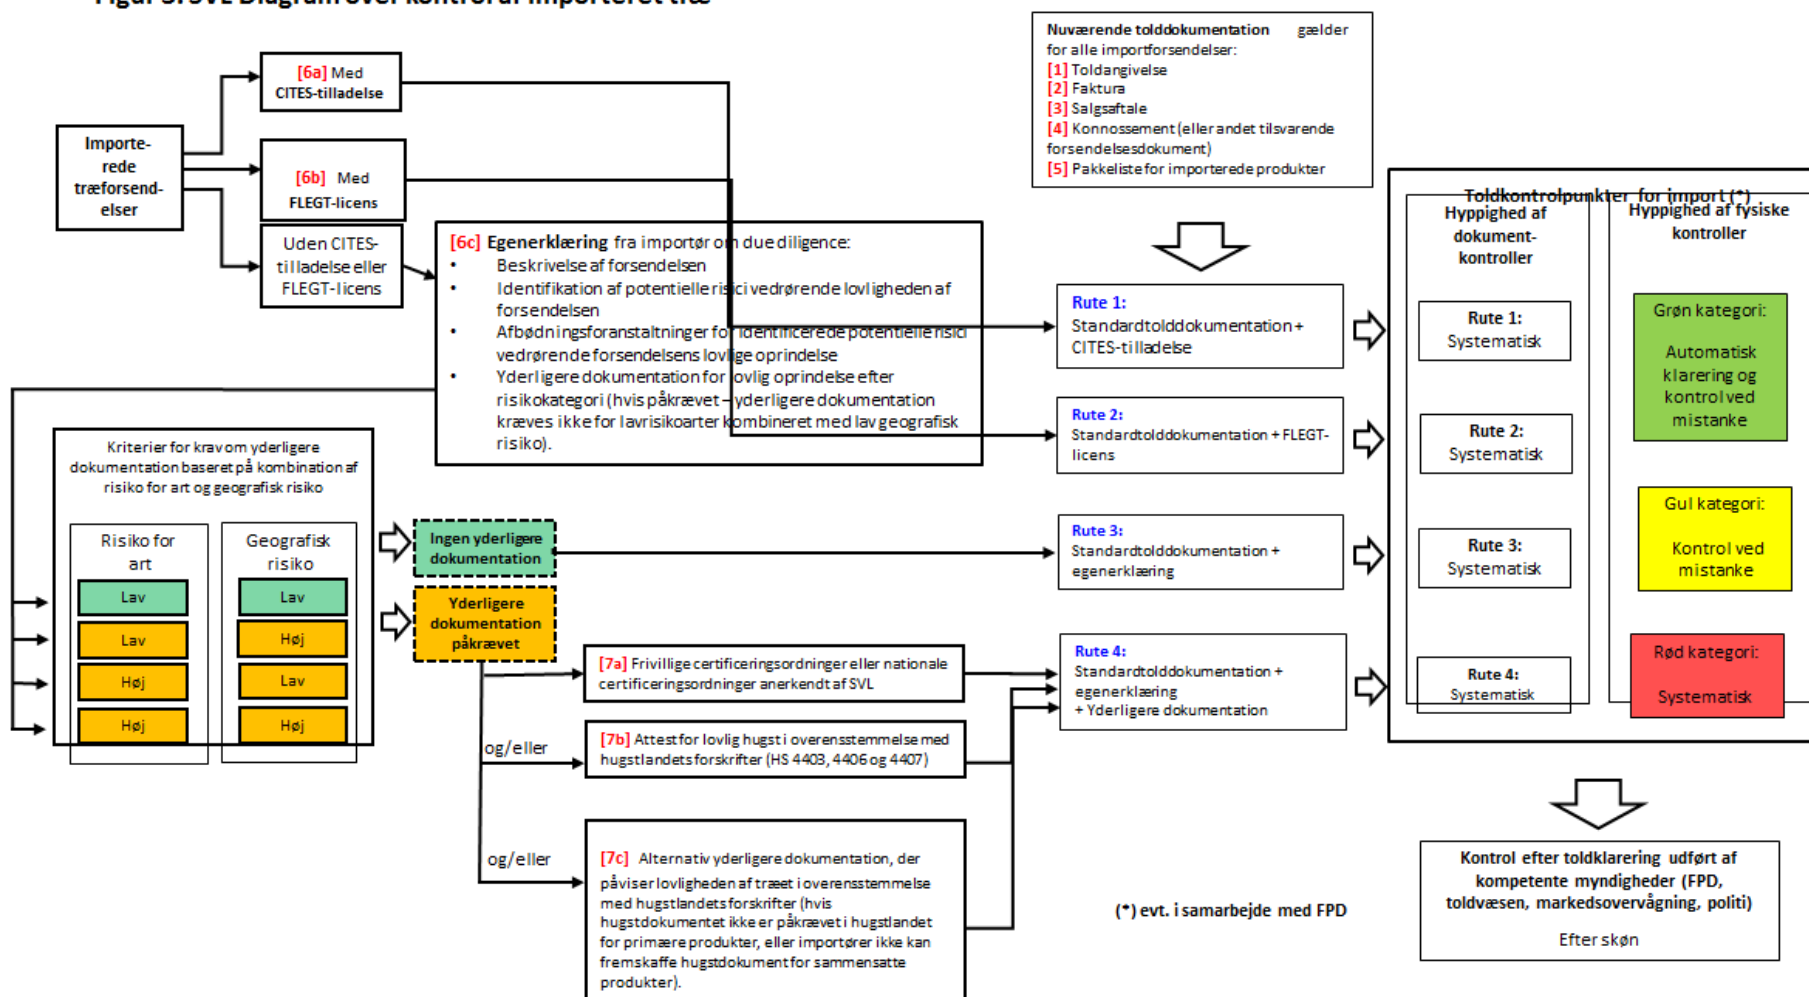 Figur 3. SVL Diagram over kontrol af importeret træ
Importe-
rede
træforsend-
elser
[6a] Med
CITES-tilladelse
[6b] Med
FLEGT-licens
Uden CITES-
tilladelse eller
FLEGT-licens
[6c] Egenerklæring fra importør om due diligence:
• Beskrivelse af forsendelsen
• Identifikation af potentielle risici vedrørende lovligheden af
forsendelsen
• Afbødningsforanstaltninger for identificerede potentielle risici
vedrørende forsendelsens lovlige oprindelse
• Yderligere dokumentation for lovlig oprindelse efter
risikokategori (hvis påkrævet – yderligere dokumentation
kræves ikke for lavrisikoarter kombineret med lav geografisk
risiko).
Kriterier for krav om yderligere
dokumentation baseret på kombination af
risiko for art og geografisk risiko
Risiko for
art
Lav
Lav
Høj
Høj
Geografisk
risiko
Lav
Høj
Lav
Høj
Ingen yderligere
dokumentation
Yderligere
dokumentation
påkrævet
[7a] Frivillige certificeringsordninger eller nationale
certificeringsordninger anerkendt af SVL
og/eller
[7b] Attest for lovlig hugst i overensstemmelse med
hugstlandets forskrifter (HS 4403, 4406 og 4407)
og/eller
[7c] Alternativ yderligere dokumentation, der
påviser lovligheden af træet i overensstemmelse
med hugstlandets forskrifter (hvis
hugstdokumentet ikke er påkrævet i hugstlandet
for primære produkter, eller importører ikke kan
fremskaffe hugstdokument for sammensatte
produkter).
Nuværende tolddokumentation gælder
for alle importforsendelser:
[1] Toldangivelse
[2] Faktura
[3] Salgsaftale
[4] Konnossement (eller andet tilsvarende
forsendelsesdokument)
[5] Pakkeliste for importerede produkter
Rute 1:
Standardtolddokumentation +
CITES-tilladelse
Rute 2:
Standardtolddokumentation + FLEGT-
licens
Rute 3:
Standardtolddokumentation +
egenerklæring
Rute 4:
Standardtolddokumentation +
egenerklæring
+ Yderligere dokumentation
Toldkontrolpunkter for import (*)
Hyppighed af
dokument-
kontroller
Rute 1:
Systematisk
Rute 2:
Systematisk
Rute 3:
Systematisk
Rute 4:
Systematisk
Hyppighed af fysiske
kontroller
Grøn kategori:
Automatisk
klarering og
kontrol ved
mistanke
Gul kategori:
Kontrol ved
mistanke
Rød kategori:
Systematisk
(*) evt. i samarbejde med FPD
Kontrol efter toldklarering udført af
kompetente myndigheder (FPD,
toldvæsen, markedsovervågning, politi)
Efter skøn